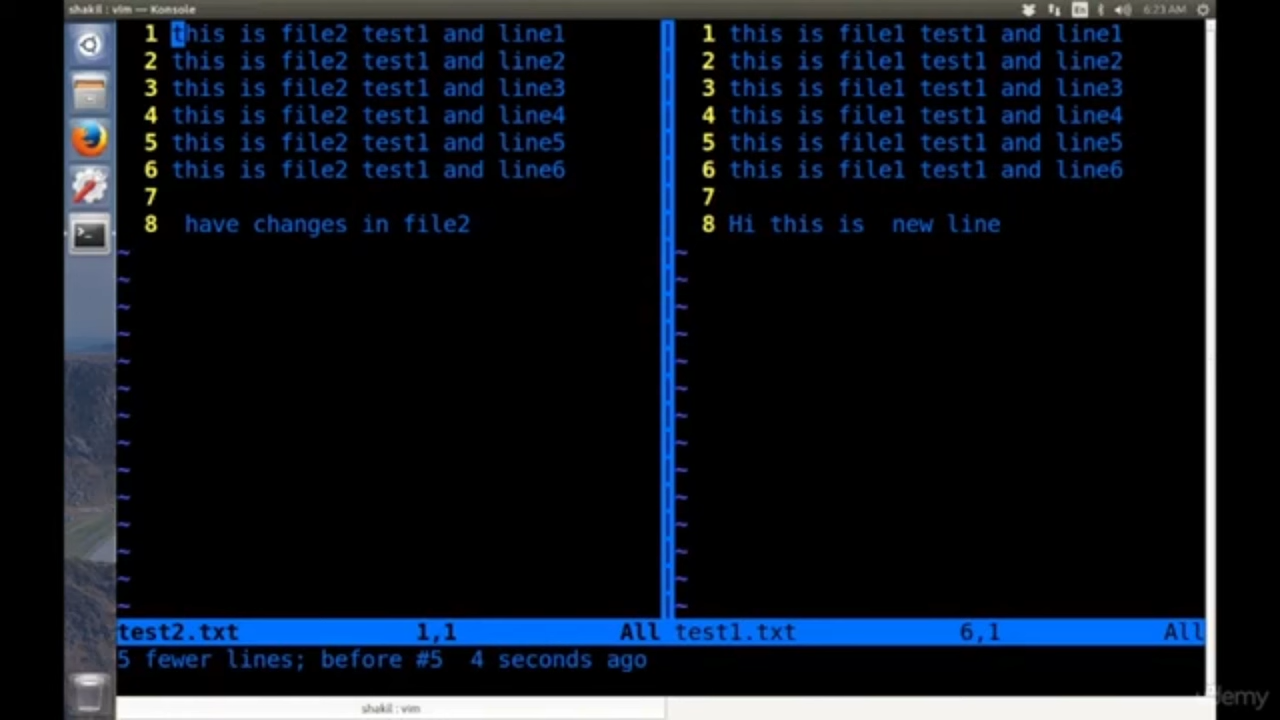 shakil : vim — Konsole
En
6:23 AM
1 this is file2 test1 and line1
2 this is file2 test1 and line2
3 this is file2 test1 and line3
4 this is file2 test1 and line4
5 this is file2 test1 and line5
6 this is file2 test1 and line6
7
8  have changes in file2
~
~
~
~
~
~
~
~
~
~
~
~
~
~
test2.txt 1,1 All
1 this is file1 test1 and line1
2 this is file1 test1 and line2
3 this is file1 test1 and line3
4 this is file1 test1 and line4
5 this is file1 test1 and line5
6 this is file1 test1 and line6
7
8 Hi this is  new line
~
~
~
~
~
~
~
~
~
~
~
~
~
~
test1.txt 6,1 All
5 fewer lines; before #5  4 seconds ago
shakil : vim
udemy